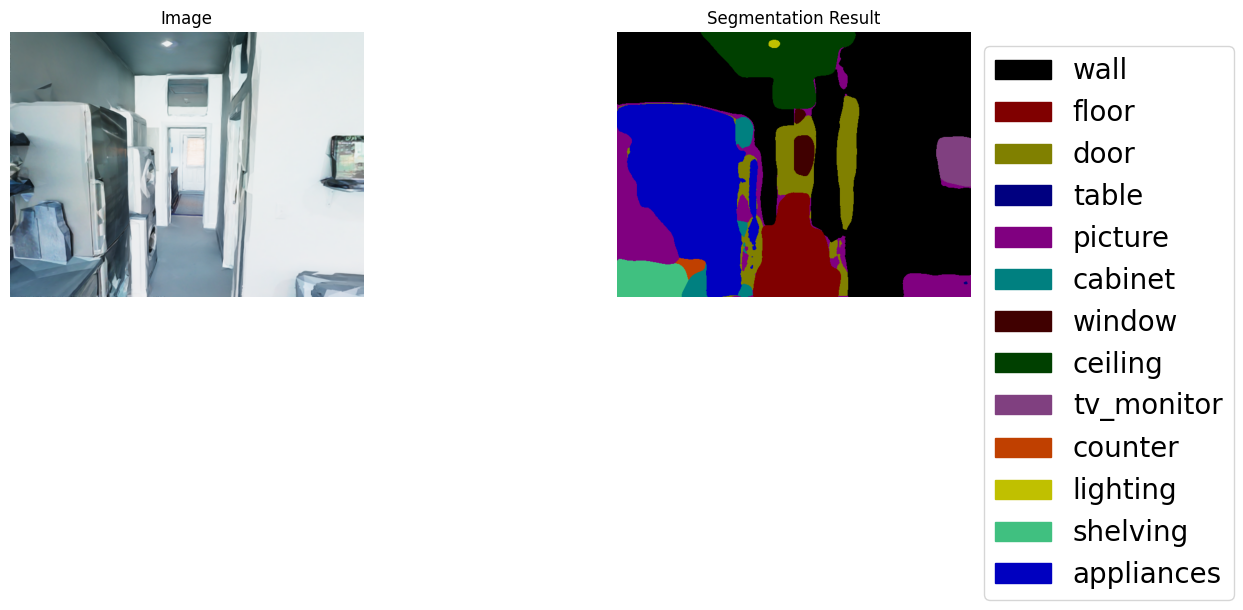 Image
Segmentation Result
wall
floor
door
table
picture
cabinet
window
ceiling
tv_monitor
counter
lighting
shelving
appliances